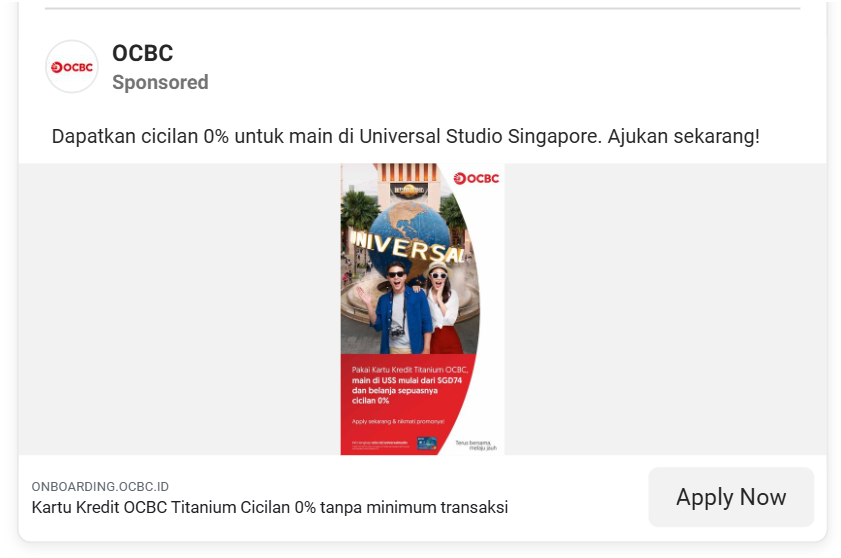 OCBC
OCBC
Sponsored
Dapatkan cicilan 0% untuk main di Universal Studio Singapore. Ajukan sekarang!
OCBC
UNIVERSAL
Pakai Kartu Kredit Titanium OCBC,
main di USS mulai dari SGD74
dan belanja sepuasnya
cicilan 0%
Apply sekarang & nikmati promonya!
Terus bersama,
melaju jauh
ONBOARDING.OCBC.ID
Kartu Kredit OCBC Titanium Cicilan 0% tanpa minimum transaksi
Apply Now